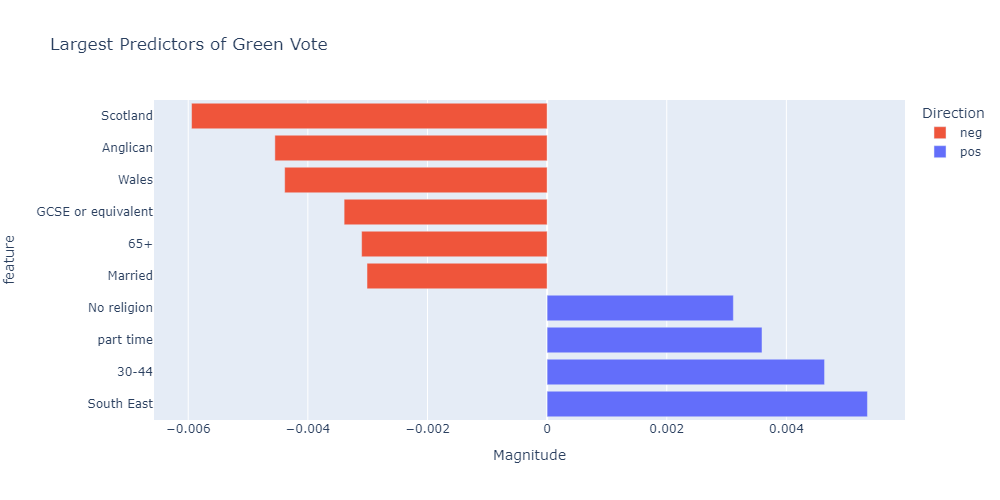 Largest Predictors of Green Vote
Direction
neg
pos
feature
Scotland
Anglican
Wales
GCSE or equivalent
65+
Married
No religion
part time
30-44
South East
−0.006
−0.004
−0.002
0
0.002
0.004
Magnitude